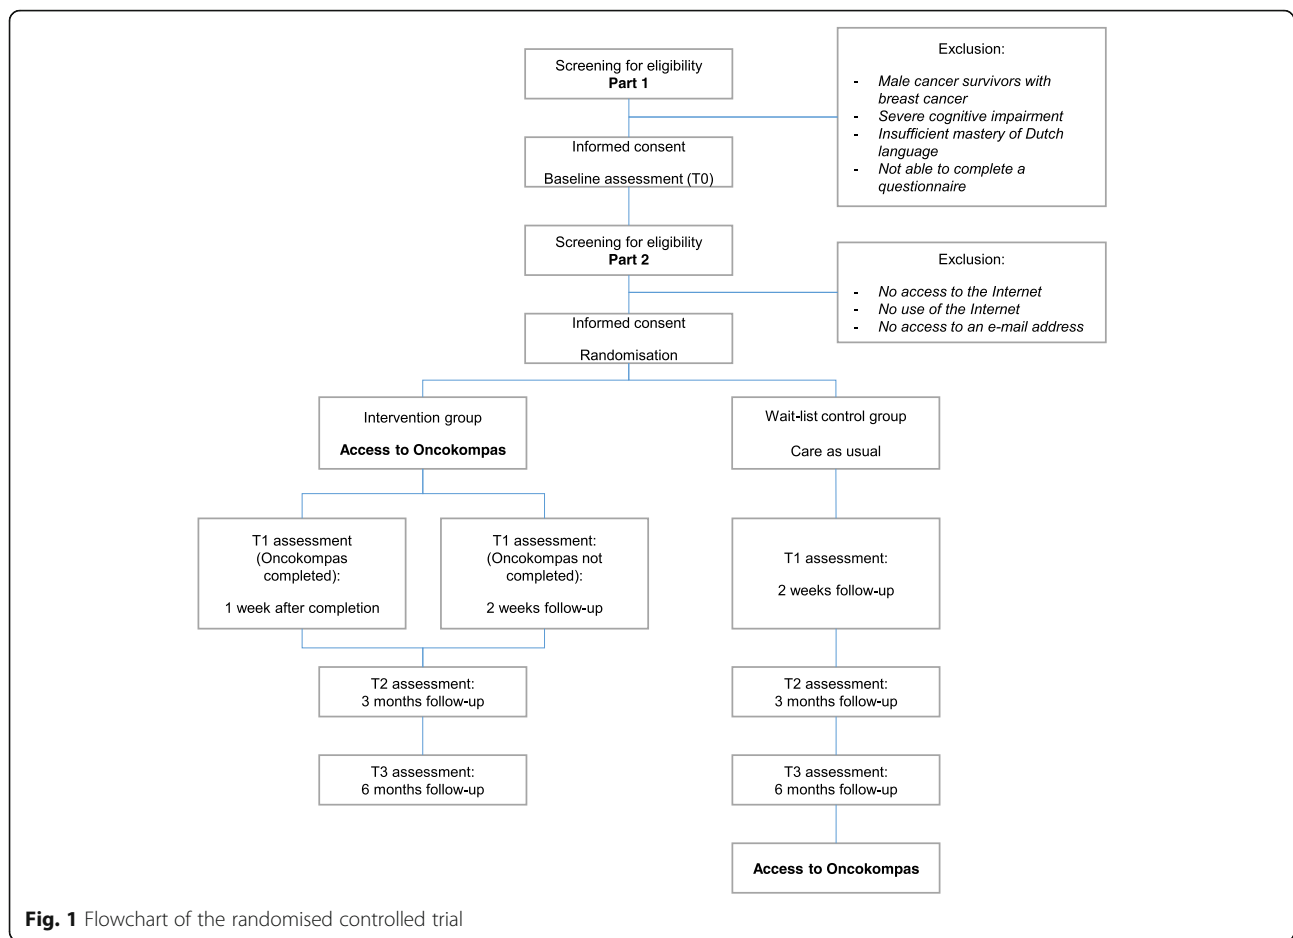 Screening for eligibility
Part 1
Exclusion:
- Male cancer survivors with
breast cancer
- Severe cognitive impairment
- Insufficient mastery of Dutch
language
- Not able to complete a
questionnaire
Informed consent
Baseline assessment (T0)
Screening for eligibility
Part 2
Exclusion:
- No access to the Internet
- No use of the Internet
- No access to an e-mail address
Informed consent
Randomisation
Intervention group
Access to Oncokompas
Wait-list control group
Care as usual
T1 assessment
(Oncokompas
completed):
1 week after completion
T1 assessment:
(Oncokompas not
completed):
2 weeks follow-up
T1 assessment:
2 weeks follow-up
T2 assessment:
3 months follow-up
T2 assessment:
3 months follow-up
T3 assessment:
6 months follow-up
T3 assessment:
6 months follow-up
Access to Oncokompas
Fig. 1 Flowchart of the randomised controlled trial